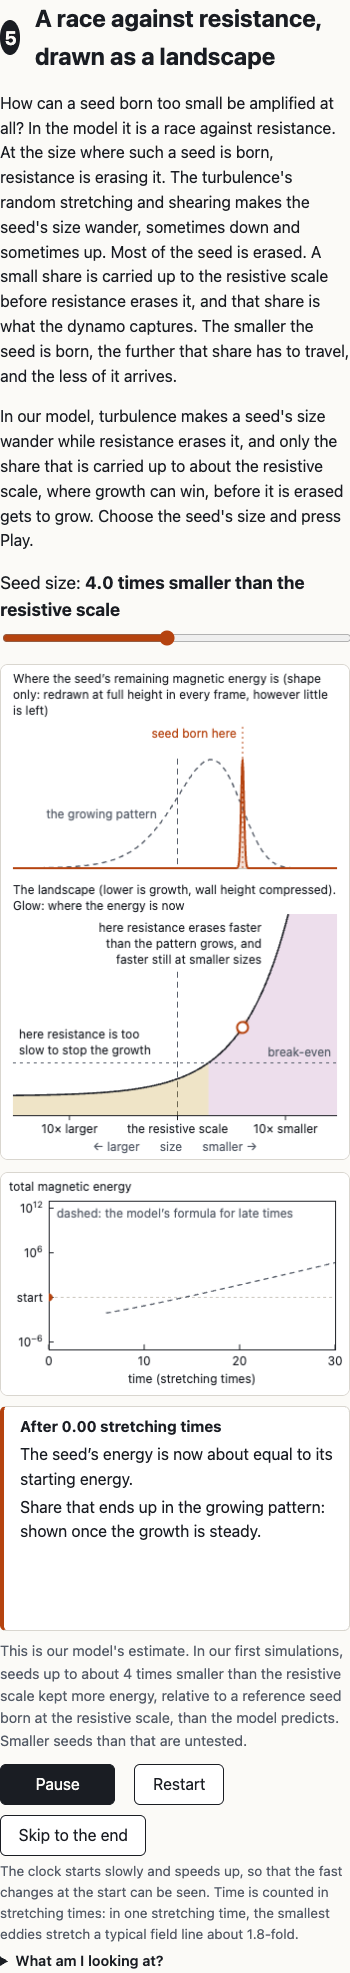 5
A race against resistance,
drawn as a landscape
How can a seed born too small be amplified at
all? In the model it is a race against resistance.
At the size where such a seed is born,
resistance is erasing it. The turbulence's
random stretching and shearing makes the
seed's size wander, sometimes down and
sometimes up. Most of the seed is erased. A
small share is carried up to the resistive scale
before resistance erases it, and that share is
what the dynamo captures. The smaller the
seed is born, the further that share has to travel,
and the less of it arrives.
In our model, turbulence makes a seed's size
wander while resistance erases it, and only the
share that is carried up to about the resistive
scale, where growth can win, before it is erased
gets to grow. Choose the seed's size and press
Play.
Seed size: 4.0 times smaller than the
resistive scale
Where the seed’s remaining magnetic energy is (shape
only: redrawn at full height in every frame, however little
is left)
seed born here
the growing pattern
The landscape (lower is growth, wall height compressed).
Glow: where the energy is now
here resistance erases faster
than the pattern grows, and
faster still at smaller sizes
here resistance is too
slow to stop the growth
break-even
10× larger the resistive scale 10× smaller
← larger size smaller →
total magnetic energy
10¹²
dashed: the model’s formula for late times
10⁶
start
10⁻⁶
0 10 20 30
time (stretching times)
After 0.00 stretching times
The seed’s energy is now about equal to its
starting energy.
Share that ends up in the growing pattern:
shown once the growth is steady.
This is our model's estimate. In our first simulations,
seeds up to about 4 times smaller than the resistive
scale kept more energy, relative to a reference seed
born at the resistive scale, than the model predicts.
Smaller seeds than that are untested.
Pause Restart
Skip to the end
The clock starts slowly and speeds up, so that the fast
changes at the start can be seen. Time is counted in
stretching times: in one stretching time, the smallest
eddies stretch a typical field line about 1.8-fold.
▶ What am I looking at?